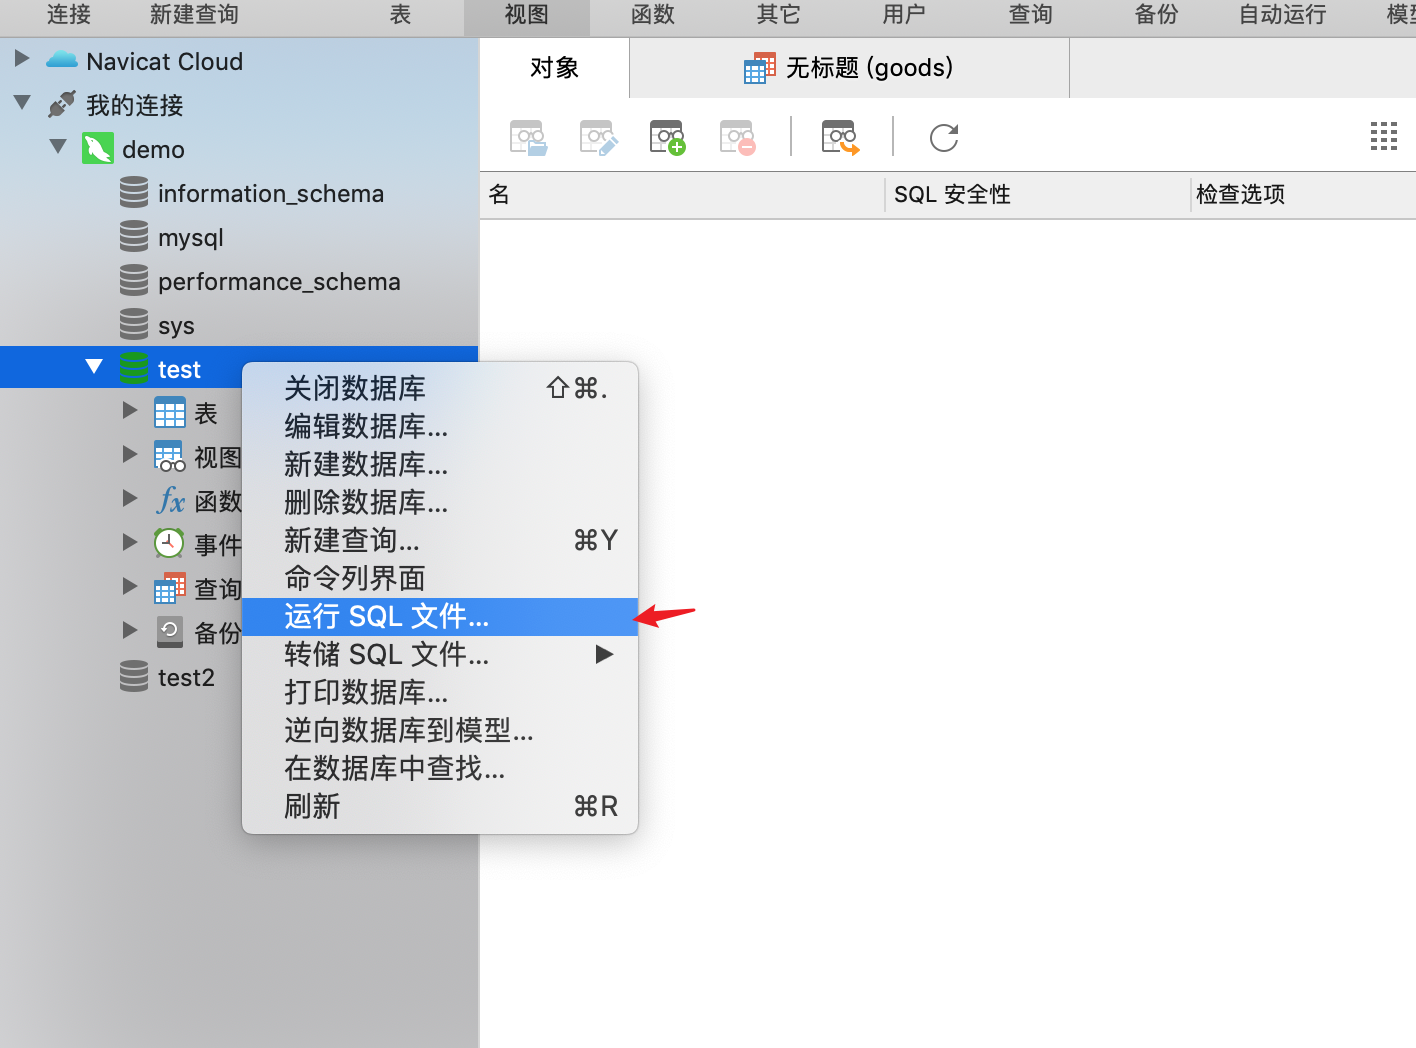 连接 新建查询 表 视图 函数 其它 用户 查询 备份 自动运行
Navicat Cloud
我的连接
demo
information_schema
mysql
performance_schema
sys
test
表
视图
fx 函数
事件
查询
备份
test2
对象 无标题 (goods)
名 SQL 安全性 检查选项
关闭数据库 ⇧⌘.
编辑数据库...
新建数据库...
删除数据库...
新建查询... ⌘Y
命令列界面
运行 SQL 文件...
转储 SQL 文件...
打印数据库...
逆向数据库到模型...
在数据库中查找...
刷新 ⌘R